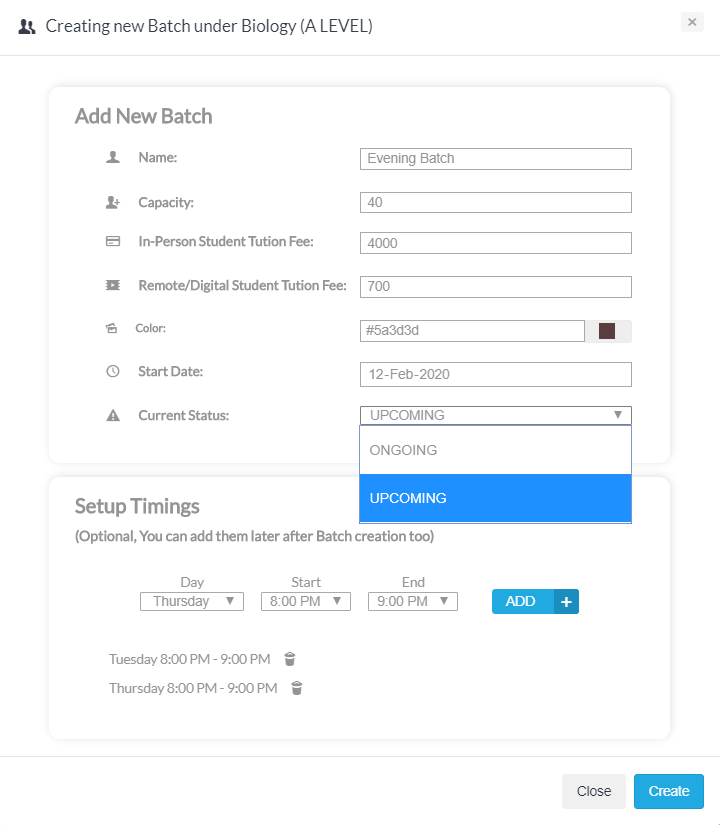 Creating new Batch under Biology (A LEVEL)
Add New Batch
Name: Evening Batch
Capacity: 40
In-Person Student Tution Fee: 4000
Remote/Digital Student Tution Fee: 700
Color: #5a3d3d
Start Date: 12-Feb-2020
Current Status: UPCOMING
ONGOING
UPCOMING
Setup Timings
(Optional, You can add them later after Batch creation too)
Day Start End
Thursday 8:00 PM 9:00 PM ADD +
Tuesday 8:00 PM - 9:00 PM
Thursday 8:00 PM - 9:00 PM
Close Create